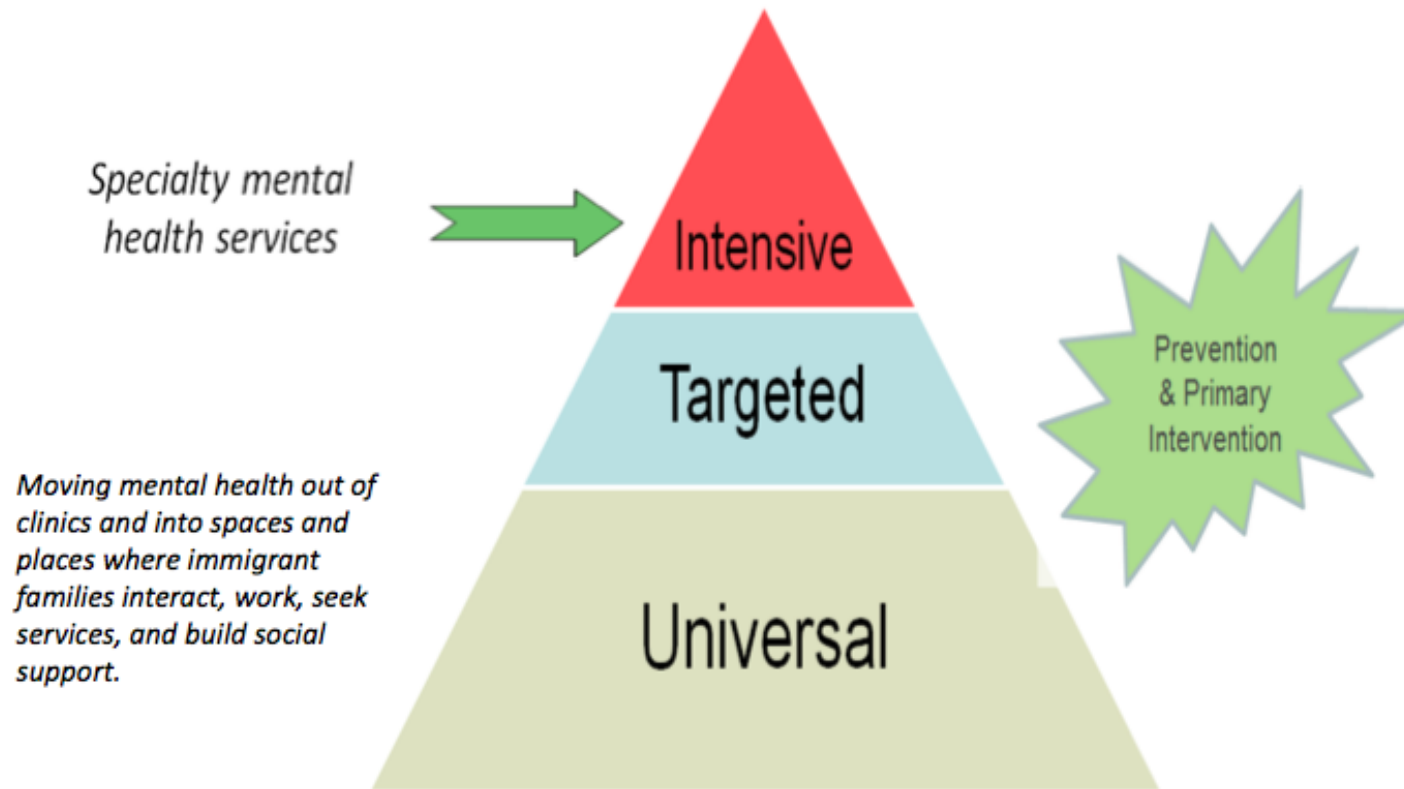 Specialty mental
health services
Intensive
Prevention
& Primary
Intervention
Targeted
Moving mental health out of
clinics and into spaces and
places where immigrant
families interact, work, seek
services, and build social
support.
Universal